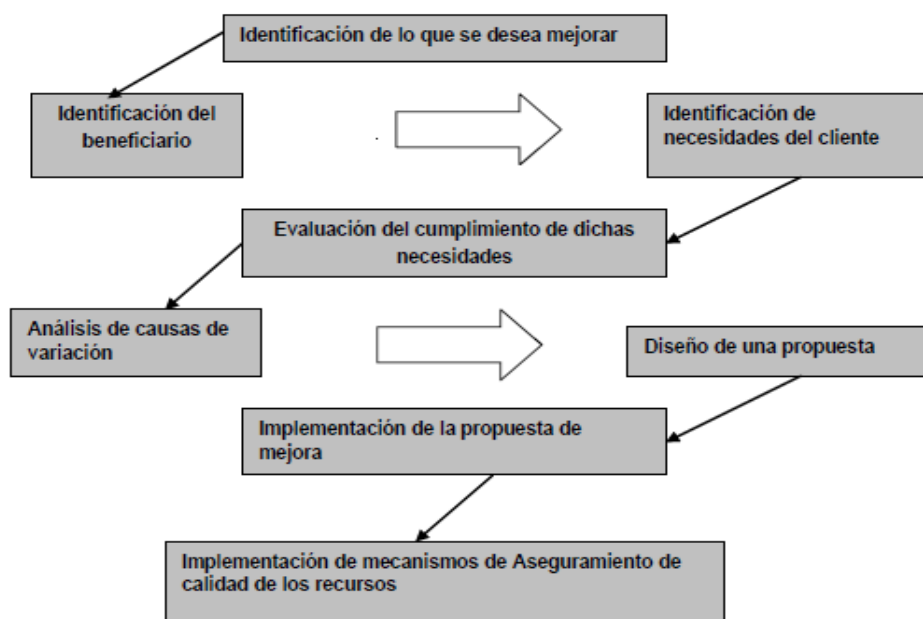 Identificación de lo que se desea mejorar
Identificación del
beneficiario
Identificación de
necesidades del cliente
Evaluación del cumplimiento de dichas
necesidades
Análisis de causas de
variación
Diseño de una propuesta
Implementación de la propuesta de
mejora
Implementación de mecanismos de Aseguramiento de
calidad de los recursos